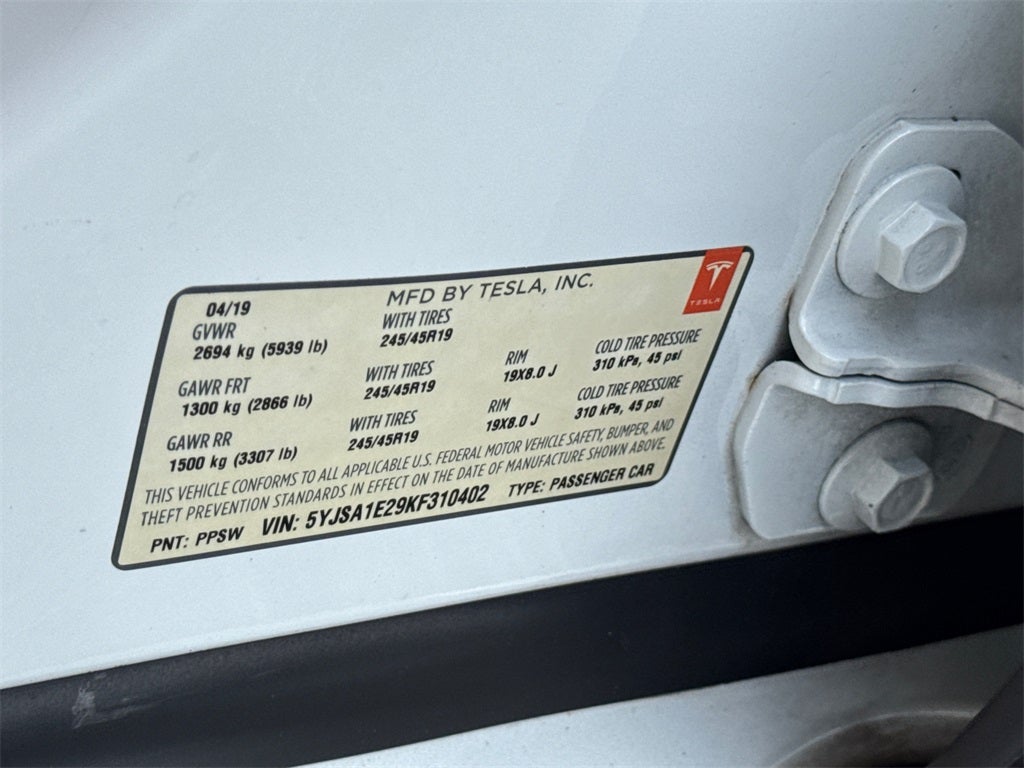 04/19 MFD BY TESLA, INC.
TESLA
GVWR WITH TIRES
2694 kg (5939 lb) 245/45R19
GAWR FRT WITH TIRES RIM COLD TIRE PRESSURE
1300 kg (2866 lb) 245/45R19 19X8.0 J 310 kPs, 45 psi
GAWR RR WITH TIRES RIM COLD TIRE PRESSURE
1500 kg (3307 lb) 245/45R19 19X8.0 J 310 kPs, 45 psi
THIS VEHICLE CONFORMS TO ALL APPLICABLE U.S. FEDERAL MOTOR VEHICLE SAFETY, BUMPER, AND
THEFT PREVENTION STANDARDS IN EFFECT ON THE DATE OF MANUFACTURE SHOWN ABOVE.
PNT: PPSW VIN: 5YJSA1E29KF310402 TYPE: PASSENGER CAR